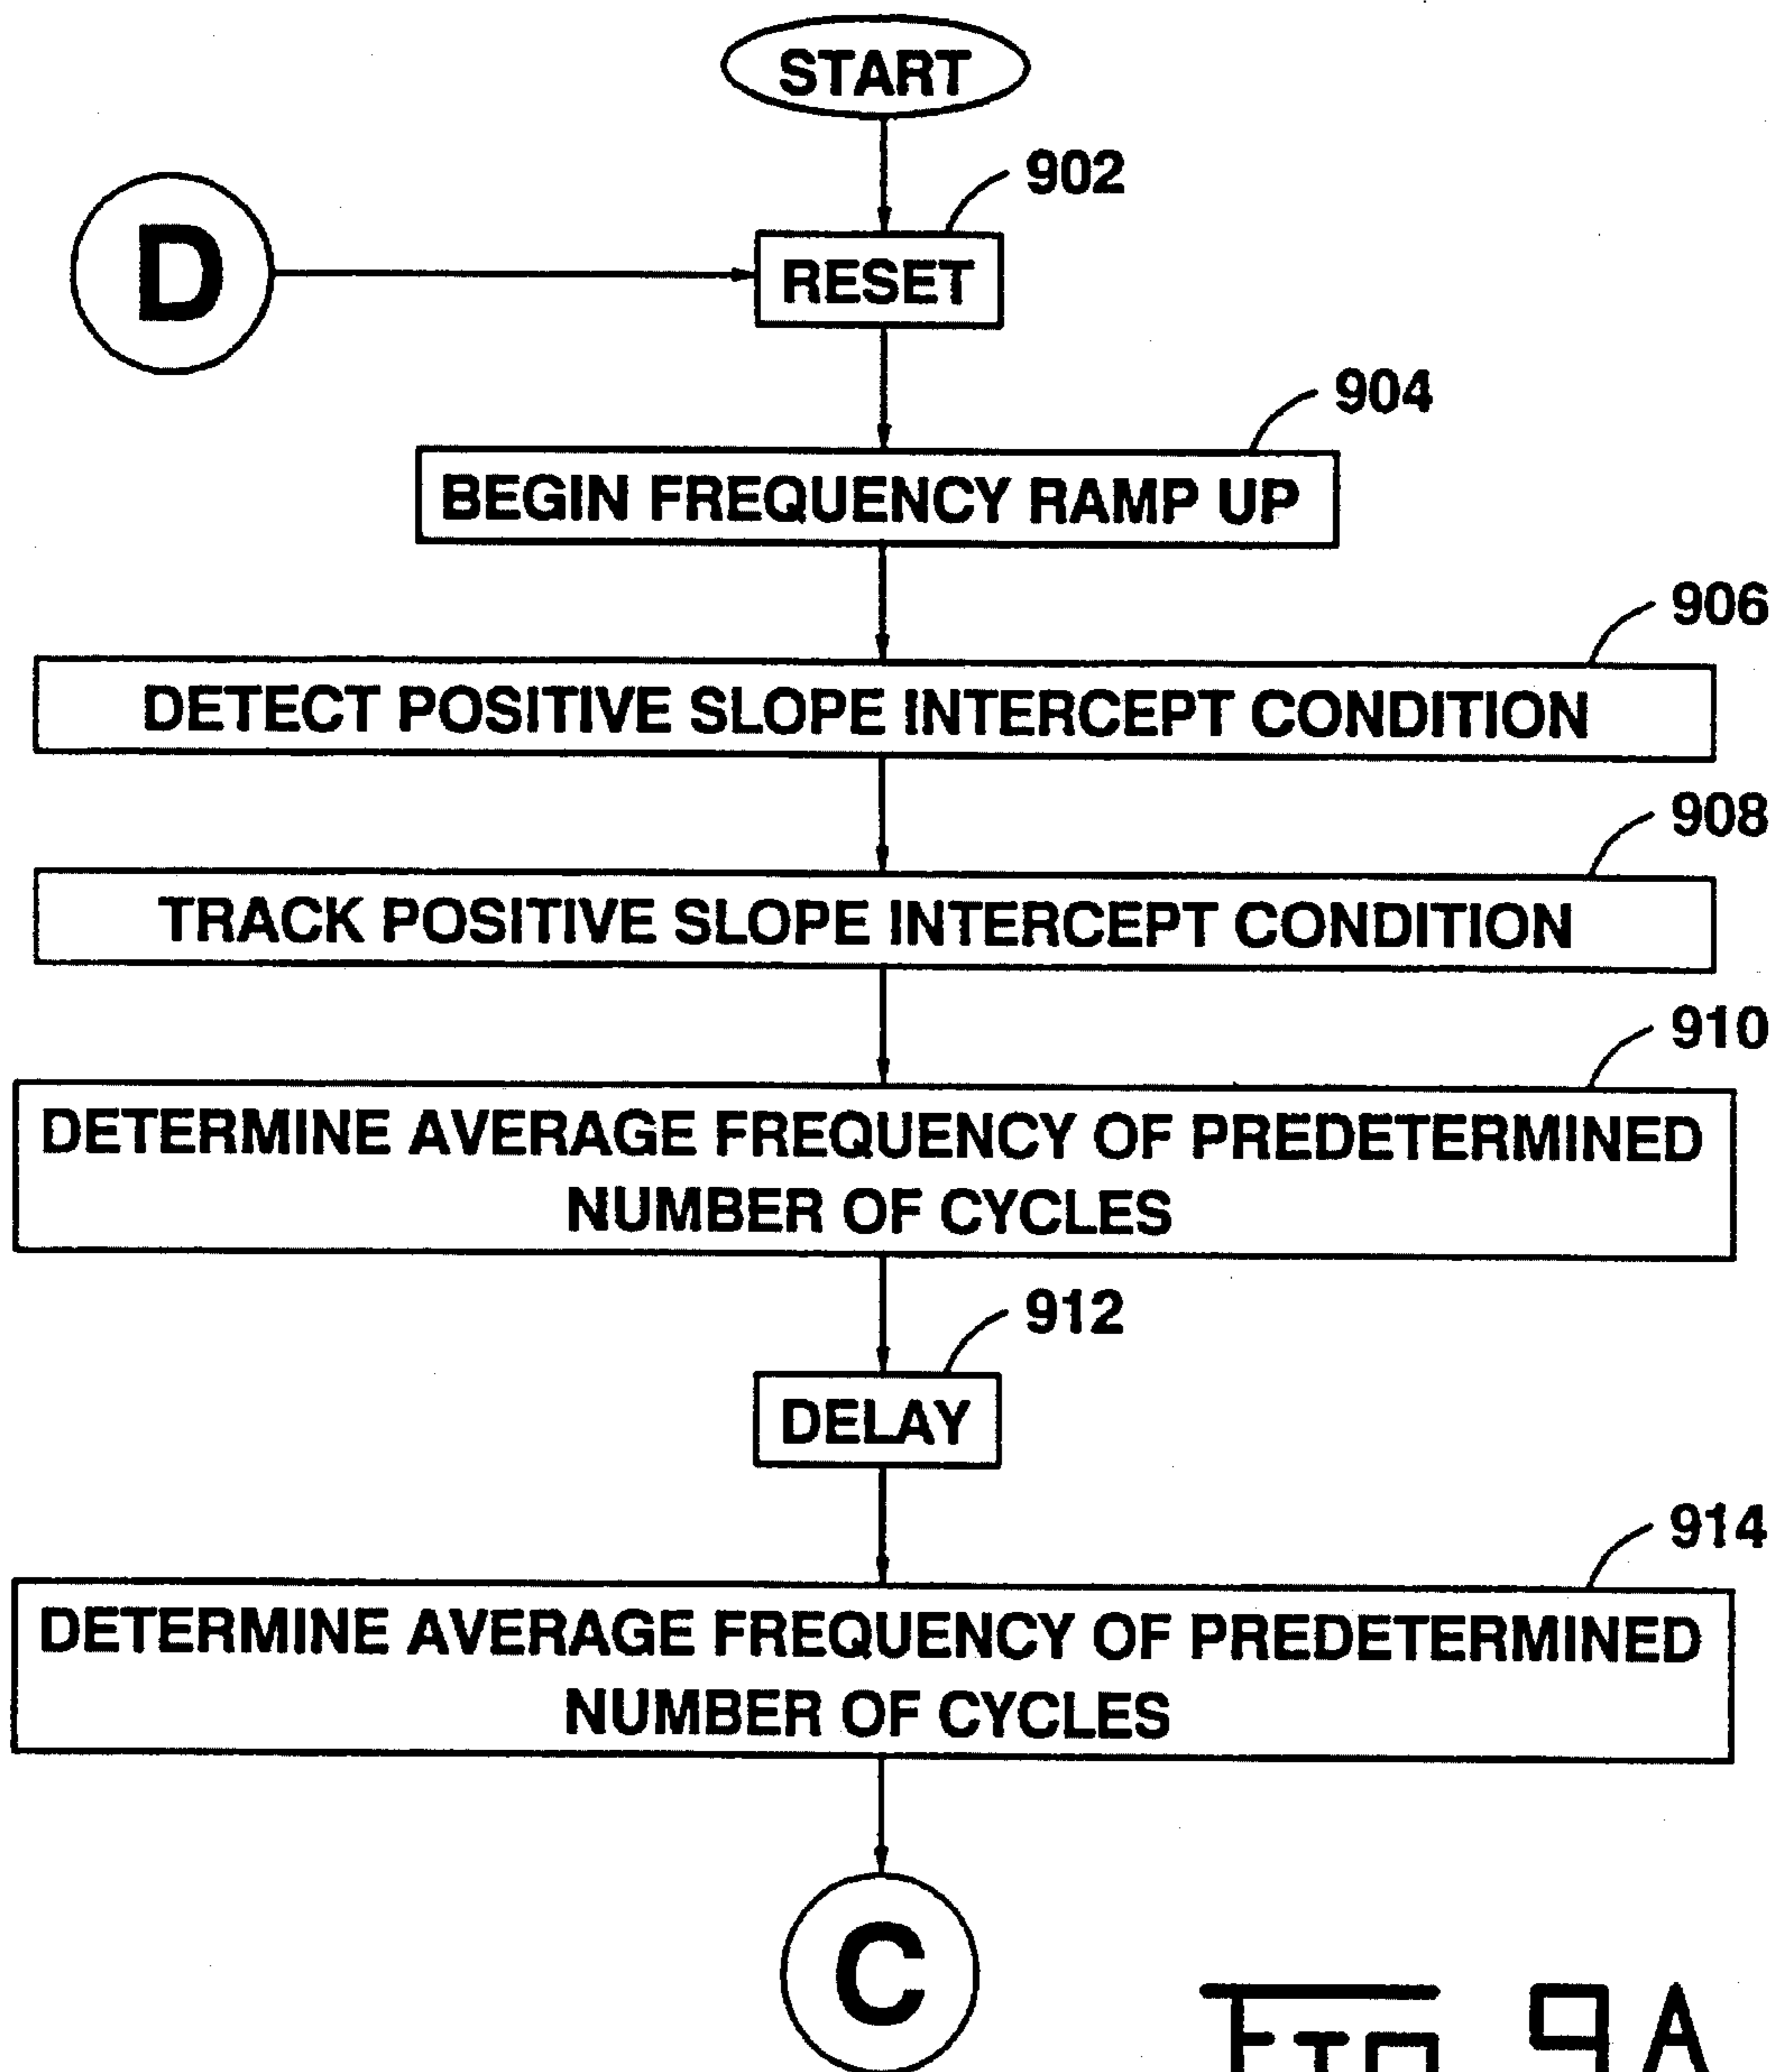 START
902
D
RESET
904
BEGIN FREQUENCY RAMP UP
906
DETECT POSITIVE SLOPE INTERCEPT CONDITION
908
TRACK POSITIVE SLOPE INTERCEPT CONDITION
910
DETERMINE AVERAGE FREQUENCY OF PREDETERMINED
NUMBER OF CYCLES
912
DELAY
914
DETERMINE AVERAGE FREQUENCY OF PREDETERMINED
NUMBER OF CYCLES
C
FIG 9A